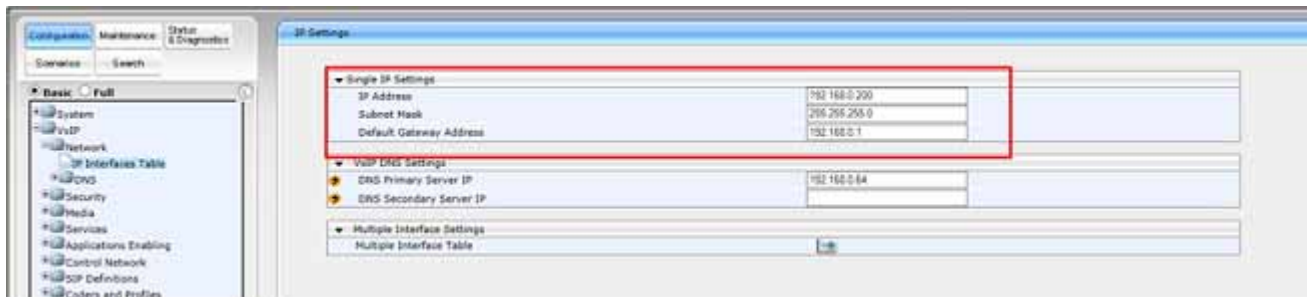 Configuration Maintenance Status & Diagnostics
Scenarios Search
Basic Full
System
VoIP
Network
IP Interfaces Table
DNS
Security
Media
Services
Applications Enabling
Control Network
SIP Definitions
Coders and Profiles
IP Settings
Single IP Settings
IP Address 192.168.0.200
Subnet Mask 255.255.255.0
Default Gateway Address 192.168.0.1
VoIP DNS Settings
DNS Primary Server IP 192.168.0.64
DNS Secondary Server IP
Multiple Interface Settings
Multiple Interface Table